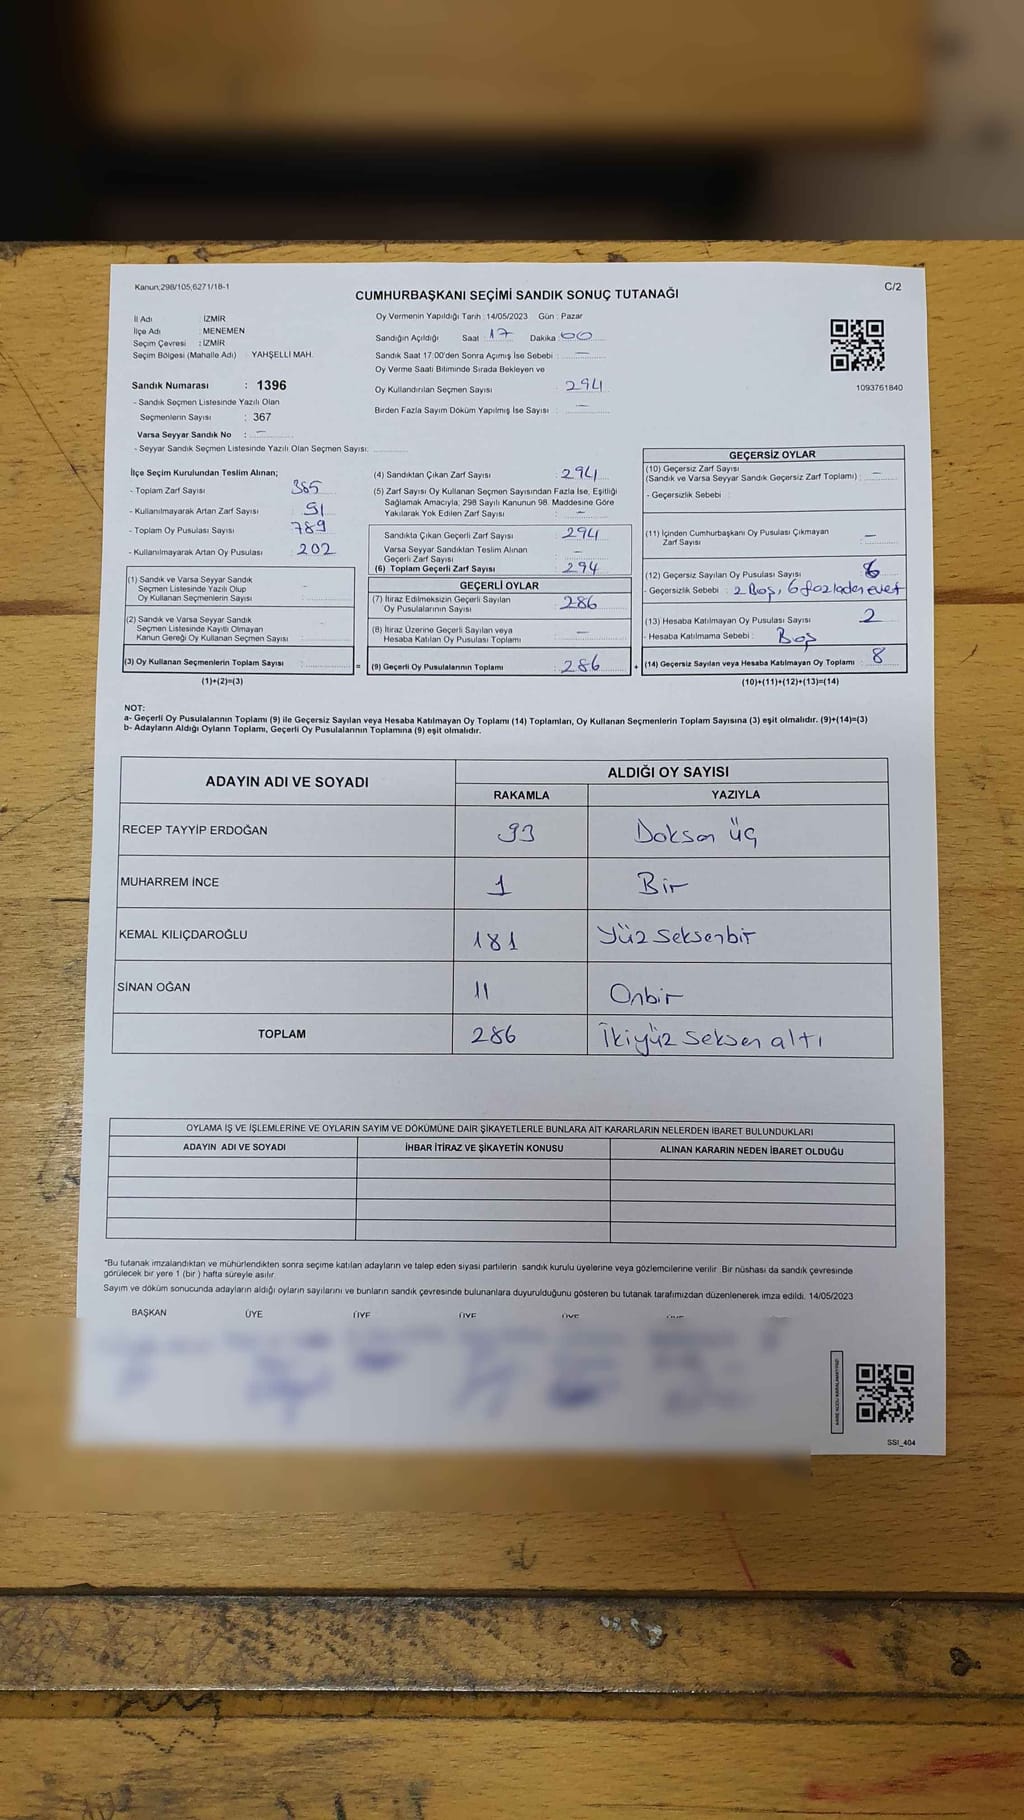 Kanun;298/105;6271/18-1
C/2
CUMHURBAŞKANI SEÇİMİ SANDIK SONUÇ TUTANAĞI
İl Adı : İZMİR
İlçe Adı : MENEMEN
Seçim Çevresi : İZMİR
Seçim Bölgesi (Mahalle Adı) : YAHŞELLİ MAH.
Sandık Numarası : 1396
- Sandık Seçmen Listesinde Yazılı Olan
Seçmenlerin Sayısı : 367
Varsa Seyyar Sandık No : —
- Seyyar Sandık Seçmen Listesinde Yazılı Olan Seçmen Sayısı:
Oy Vermenin Yapıldığı Tarih : 14/05/2023 Gün : Pazar
Sandığın Açıldığı Saat 17 Dakika 00
Sandık Saat 17:00'den Sonra Açımış İse Sebebi : —
Oy Verme Saati Bitiminde Sırada Bekleyen ve
Oy Kullandırılan Seçmen Sayısı : 294
Birden Fazla Sayım Döküm Yapılmış İse Sayısı : —
1093761840
İlçe Seçim Kurulundan Teslim Alınan;
- Toplam Zarf Sayısı : 385
- Kullanılmayarak Artan Zarf Sayısı : 91
- Toplam Oy Pusulası Sayısı : 789
- Kullanılmayarak Artan Oy Pusulası : 202
(1) Sandık ve Varsa Seyyar Sandık
Seçmen Listesinde Yazılı Olup
Oy Kullanan Seçmenlerin Sayısı :
(2) Sandık ve Varsa Seyyar Sandık
Seçmen Listesinde Kayıtlı Olmayan
Kanun Gereği Oy Kullanan Seçmen Sayısı :
(3) Oy Kullanan Seçmenlerin Toplam Sayısı :
(1)+(2)=(3)
(4) Sandıktan Çıkan Zarf Sayısı : 294
(5) Zarf Sayısı Oy Kullanan Seçmen Sayısından Fazla İse, Eşitliği
Sağlamak Amacıyla; 298 Sayılı Kanunun 98. Maddesine Göre
Yakılarak Yok Edilen Zarf Sayısı : —
Sandıkta Çıkan Geçerli Zarf Sayısı : 294
Varsa Seyyar Sandıktan Teslim Alınan
Geçerli Zarf Sayısı : —
(6) Toplam Geçerli Zarf Sayısı : 294
GEÇERLİ OYLAR
(7) İtiraz Edilmeksizin Geçerli Sayılan
Oy Pusulalarının Sayısı : 286
(8) İtiraz Üzerine Geçerli Sayılan veya
Hesaba Katılan Oy Pusulası Toplamı : —
= (9) Geçerli Oy Pusulalarının Toplamı : 286
GEÇERSİZ OYLAR
(10) Geçersiz Zarf Sayısı
(Sandık ve Varsa Seyyar Sandık Geçersiz Zarf Toplamı) : —
- Geçersizlik Sebebi :
(11) İçinden Cumhurbaşkanı Oy Pusulası Çıkmayan
Zarf Sayısı : —
(12) Geçersiz Sayılan Oy Pusulası Sayısı : 6
- Geçersizlik Sebebi : 2 Boş, 6 fazladan evet
(13) Hesaba Katılmayan Oy Pusulası Sayısı : 2
- Hesaba Katılmama Sebebi : Boş
+ (14) Geçersiz Sayılan veya Hesaba Katılmayan Oy Toplamı : 8
(10)+(11)+(12)+(13)=(14)
NOT:
a- Geçerli Oy Pusulalarının Toplamı (9) ile Geçersiz Sayılan veya Hesaba Katılmayan Oy Toplamı (14) Toplamları, Oy Kullanan Seçmenlerin Toplam Sayısına (3) eşit olmalıdır. (9)+(14)=(3)
b- Adayların Aldığı Oyların Toplamı, Geçerli Oy Pusulalarının Toplamına (9) eşit olmalıdır.
ADAYIN ADI VE SOYADI ALDIĞI OY SAYISI
RAKAMLA YAZIYLA
RECEP TAYYİP ERDOĞAN 93 Doksan üç
MUHARREM İNCE 1 Bir
KEMAL KILIÇDAROĞLU 181 Yüz seksenbir
SİNAN OĞAN 11 Onbir
TOPLAM 286 İkiyüz seksen altı
OYLAMA İŞ VE İŞLEMLERİNE VE OYLARIN SAYIM VE DÖKÜMÜNE DAİR ŞİKAYETLERLE BUNLARA AİT KARARLARIN NELERDEN İBARET BULUNDUKLARI
ADAYIN ADI VE SOYADI İHBAR İTİRAZ VE ŞİKAYETİN KONUSU ALINAN KARARIN NEDEN İBARET OLDUĞU
*Bu tutanak imzalandıktan ve mühürlendikten sonra seçime katılan adayların ve talep eden siyasi partilerin sandık kurulu üyelerine veya gözlemcilerine verilir. Bir nüshası da sandık çevresinde
görülecek bir yere 1 (bir) hafta süreyle asılır.
Sayım ve döküm sonucunda adayların aldığı oyların sayılarını ve bunların sandık çevresinde bulunanlara duyurulduğunu gösteren bu tutanak tarafımızdan düzenlenerek imza edildi. 14/05/2023
BAŞKAN ÜYE ÜYE ÜYE ÜYE
SSI_404